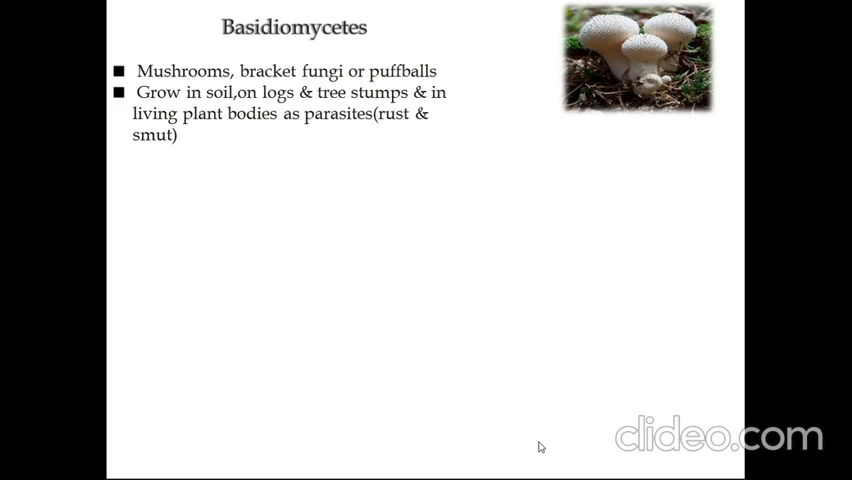 Basidiomycetes
■ Mushrooms, bracket fungi or puffballs
■ Grow in soil,on logs & tree stumps & in
living plant bodies as parasites(rust &
smut)
clideo.com